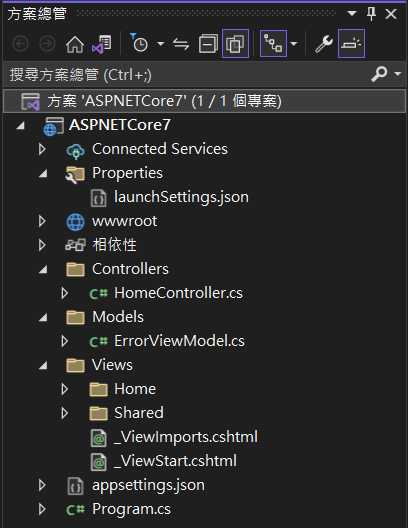 方案總管
搜尋方案總管 (Ctrl+;)
方案 'ASPNETCore7' (1 / 1 個專案)
ASPNETCore7
Connected Services
Properties
launchSettings.json
wwwroot
相依性
Controllers
C# HomeController.cs
Models
C# ErrorViewModel.cs
Views
Home
Shared
_ViewImports.cshtml
_ViewStart.cshtml
appsettings.json
C# Program.cs